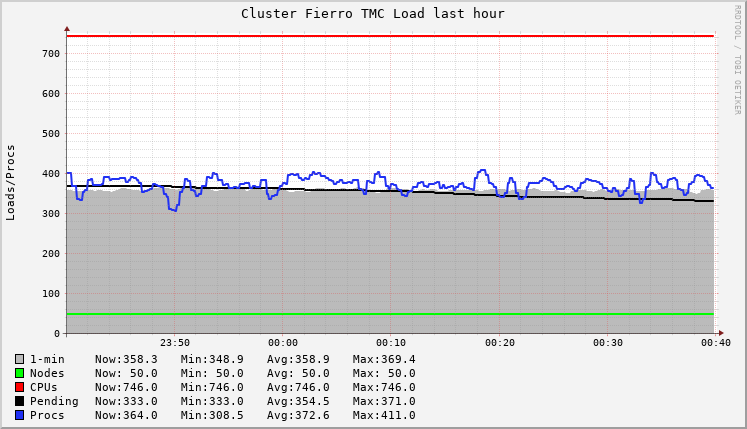 Cluster Fierro TMC Load last hour
RRDTOOL / TOBI OETIKER
Loads/Procs
700
600
500
400
300
200
100
0
23:50 00:00 00:10 00:20 00:30 00:40
1-min Now:358.3 Min:348.9 Avg:358.9 Max:369.4
Nodes Now: 50.0 Min: 50.0 Avg: 50.0 Max: 50.0
CPUs Now:746.0 Min:746.0 Avg:746.0 Max:746.0
Pending Now:333.0 Min:333.0 Avg:354.5 Max:371.0
Procs Now:364.0 Min:308.5 Avg:372.6 Max:411.0